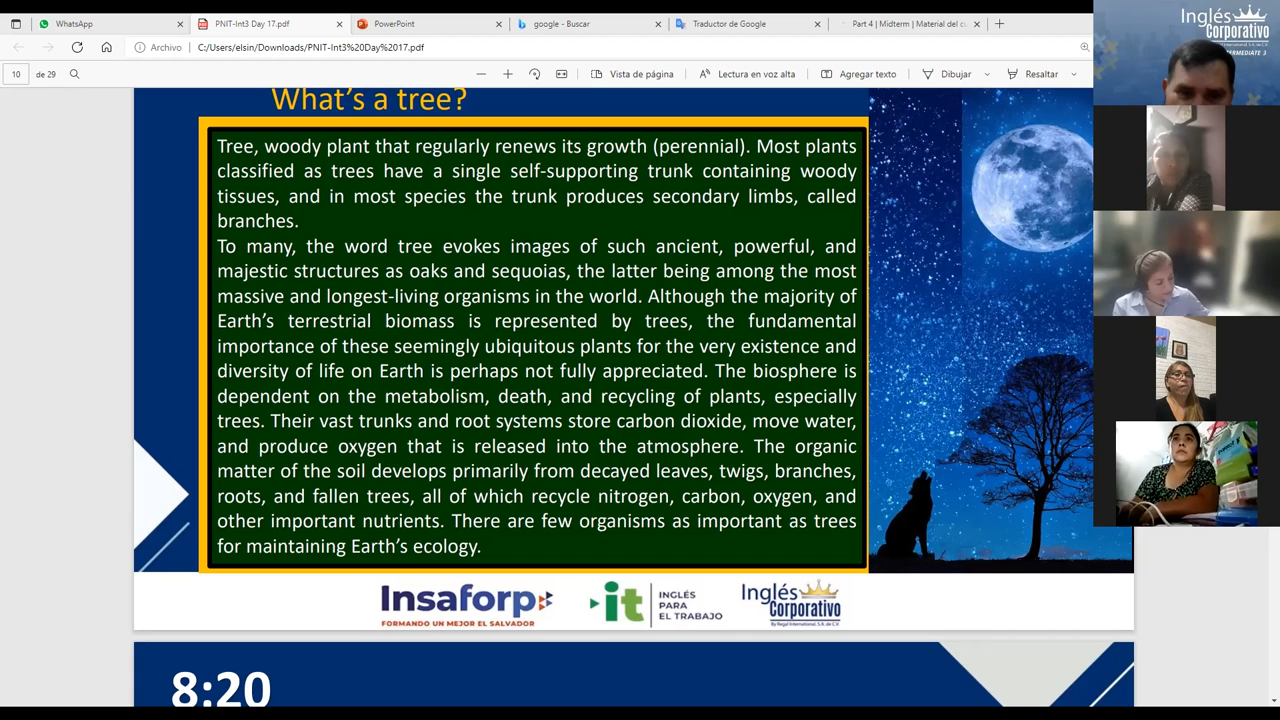 WhatsApp
PNIT-Int3 Day 17.pdf
PowerPoint
google - Buscar
Traductor de Google
Part 4 | Midterm | Material del cu
Archivo
C:/Users/elsin/Downloads/PNIT-Int3%20Day%2017.pdf
10
de 29
Vista de página
Lectura en voz alta
Agregar texto
Dibujar
Resaltar
Inglés
Corporativo
INTERMEDIATE 3
What's a tree?
Tree, woody plant that regularly renews its growth (perennial). Most plants
classified as trees have a single self-supporting trunk containing woody
tissues, and in most species the trunk produces secondary limbs, called
branches.
To many, the word tree evokes images of such ancient, powerful, and
majestic structures as oaks and sequoias, the latter being among the most
massive and longest-living organisms in the world. Although the majority of
Earth's terrestrial biomass is represented by trees, the fundamental
importance of these seemingly ubiquitous plants for the very existence and
diversity of life on Earth is perhaps not fully appreciated. The biosphere is
dependent on the metabolism, death, and recycling of plants, especially
trees. Their vast trunks and root systems store carbon dioxide, move water,
and produce oxygen that is released into the atmosphere. The organic
matter of the soil develops primarily from decayed leaves, twigs, branches,
roots, and fallen trees, all of which recycle nitrogen, carbon, oxygen, and
other important nutrients. There are few organisms as important as trees
for maintaining Earth's ecology.
Insaforp
FORMANDO UN MEJOR EL SALVADOR
it
INGLÉS
PARA
EL TRABAJO
Inglés
Corporativo
By Regal International, S.A. de C.V.
8:20